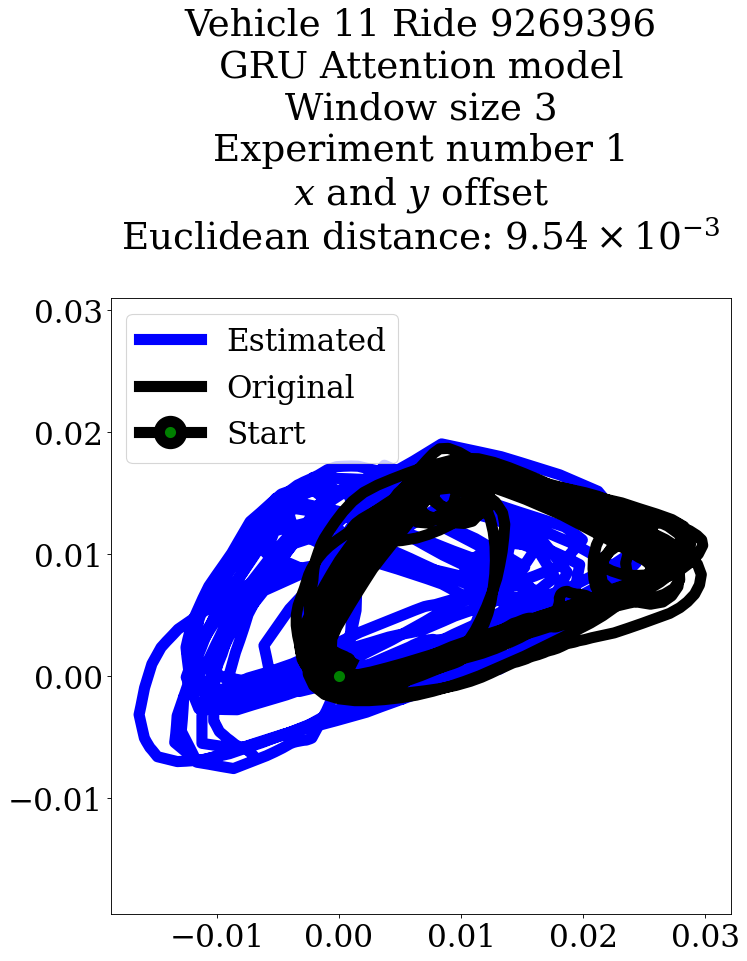 Vehicle 11 Ride 9269396
GRU Attention model
Window size 3
Experiment number 1
x and y offset
Euclidean distance: 9.54 × 10⁻³
Estimated
Original
Start
0.03
0.02
0.01
0.00
−0.01
−0.01 0.00 0.01 0.02 0.03